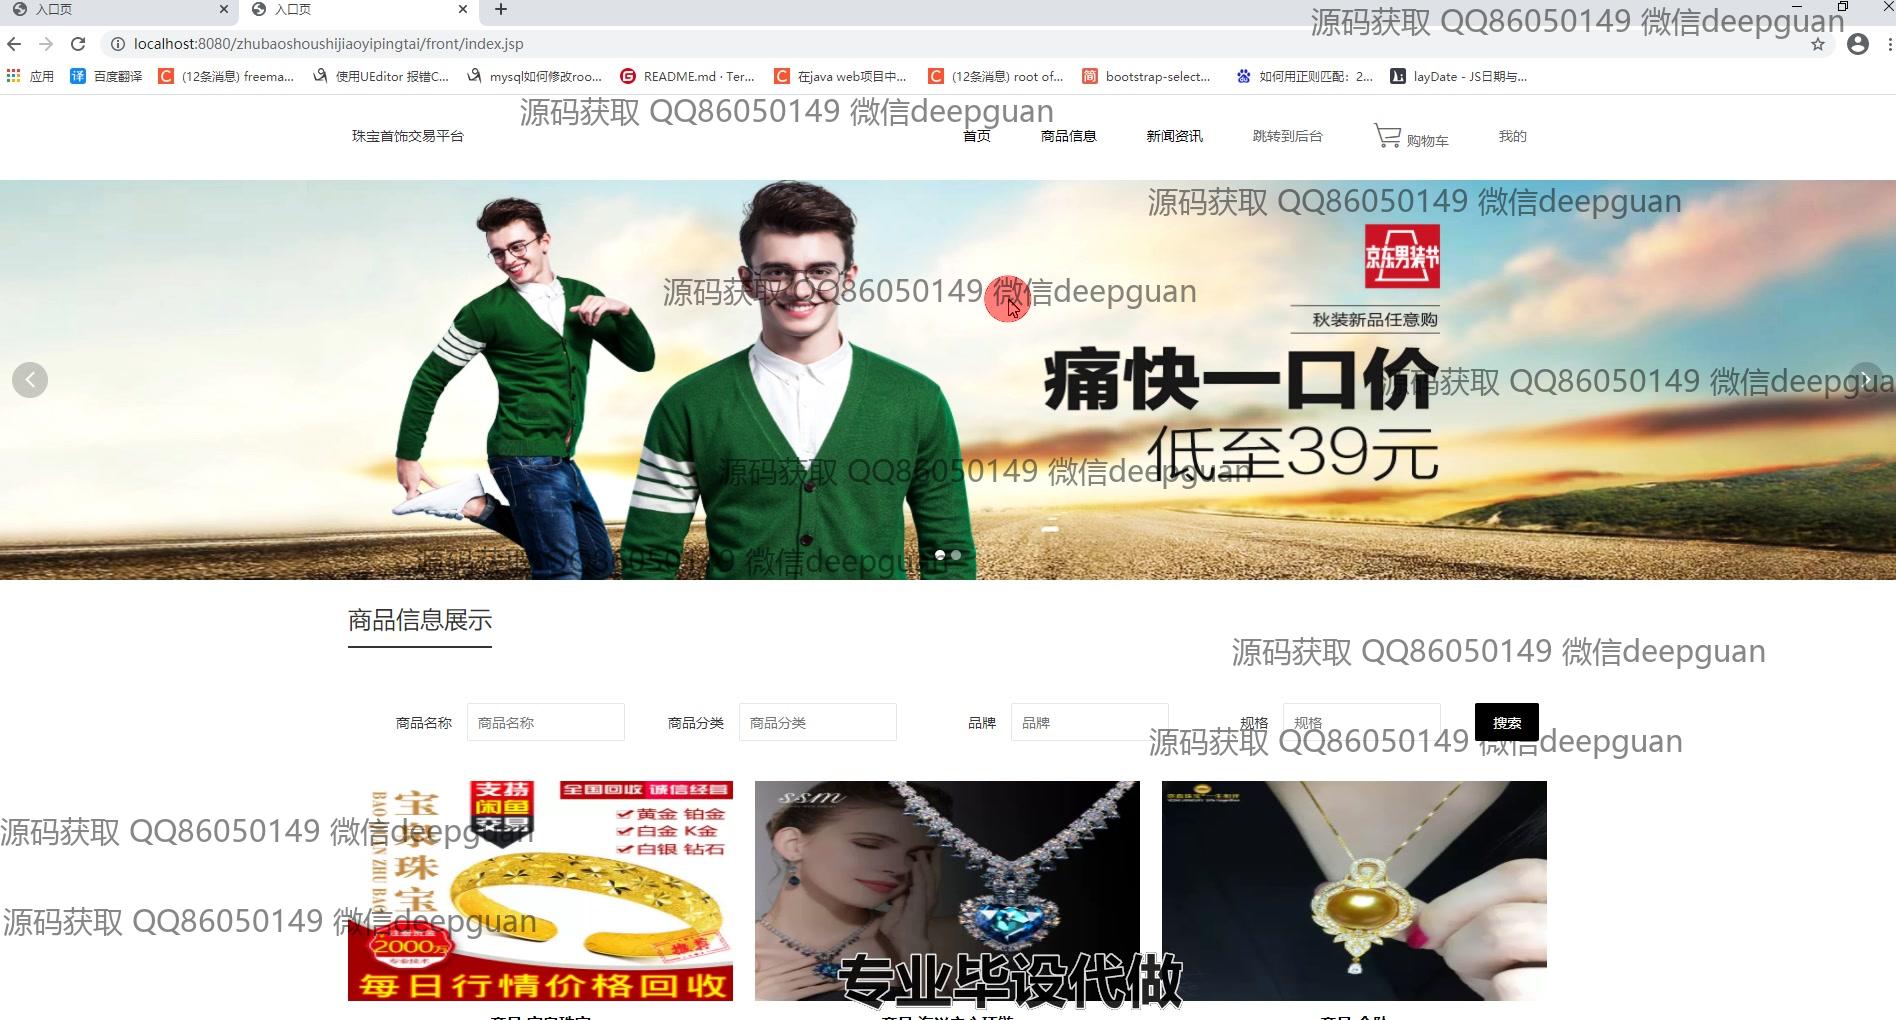 入口页
入口页
源码获取 QQ86050149 微信deepguan
localhost:8080/zhubaoshoushijiaoyipingtai/front/index.jsp
应用
百度翻译
(12条消息) freema...
使用UEditor 报错C...
mysql如何修改roo...
README.md · Ter...
在java web项目中...
(12条消息) root of...
bootstrap-select...
如何用正则匹配：2...
layDate - JS日期与...
源码获取 QQ86050149 微信deepguan
珠宝首饰交易平台
首页
商品信息
新闻资讯
跳转到后台
购物车
我的
源码获取 QQ86050149 微信deepguan
京东男装节
源码获取 QQ86050149 微信deepguan
秋装新品任意购
痛快一口价
源码获取 QQ86050149 微信deepgua
低至39元
源码获取 QQ86050149 微信deepguan
源码获取 QQ86050149 微信deepguan
商品信息展示
源码获取 QQ86050149 微信deepguan
商品名称
商品名称
商品分类
商品分类
品牌
品牌
规格
规格
搜索
源码获取 QQ86050149 微信deepguan
支持
闲鱼
全国回收 诚信经营
黄金 铂金
白金 K金
白银 钻石
宝泉珠宝
ssm
源码获取 QQ86050149 微信deepguan
源码获取 QQ86050149 微信deepguan
2000万
专业技术
推荐
每日行情价格回收
专业毕设代做